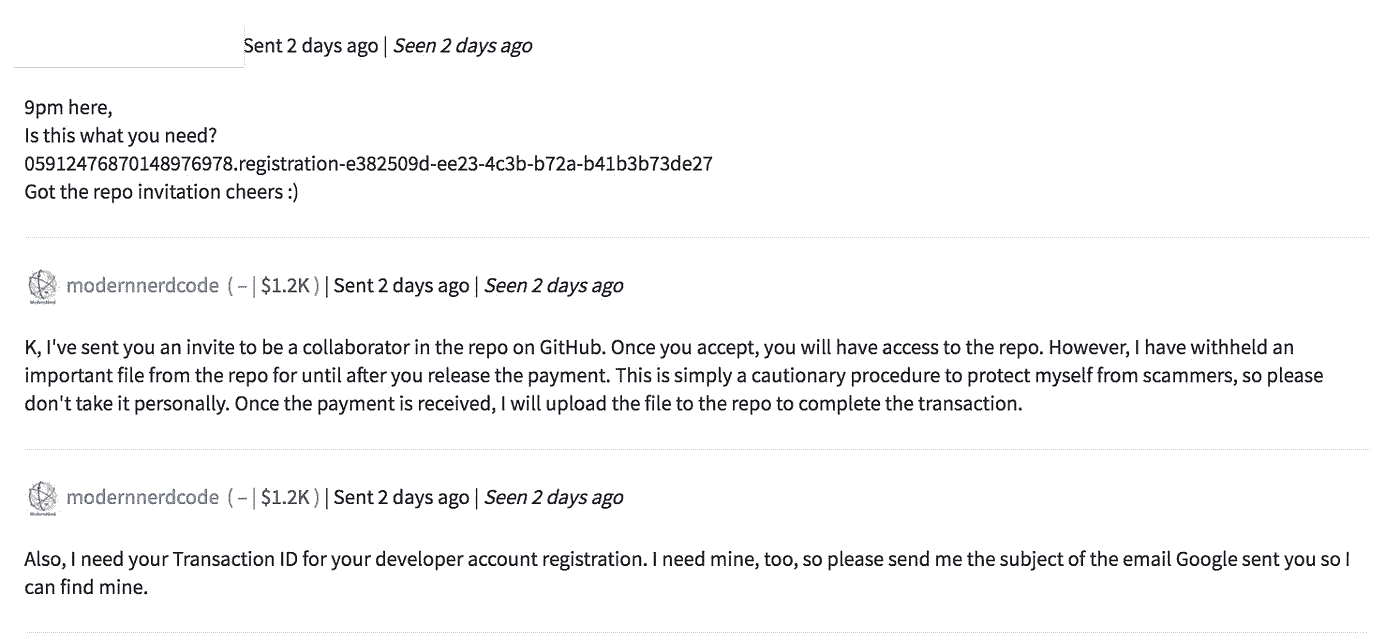 Sent 2 days ago | Seen 2 days ago
9pm here,
Is this what you need?
05912476870148976978.registration-e382509d-ee23-4c3b-b72a-b41b3b73de27
Got the repo invitation cheers :)
modernnerdcode ( – | $1.2K ) | Sent 2 days ago | Seen 2 days ago
K, I've sent you an invite to be a collaborator in the repo on GitHub. Once you accept, you will have access to the repo. However, I have withheld an
important file from the repo for until after you release the payment. This is simply a cautionary procedure to protect myself from scammers, so please
don't take it personally. Once the payment is received, I will upload the file to the repo to complete the transaction.
modernnerdcode ( – | $1.2K ) | Sent 2 days ago | Seen 2 days ago
Also, I need your Transaction ID for your developer account registration. I need mine, too, so please send me the subject of the email Google sent you so I
can find mine.